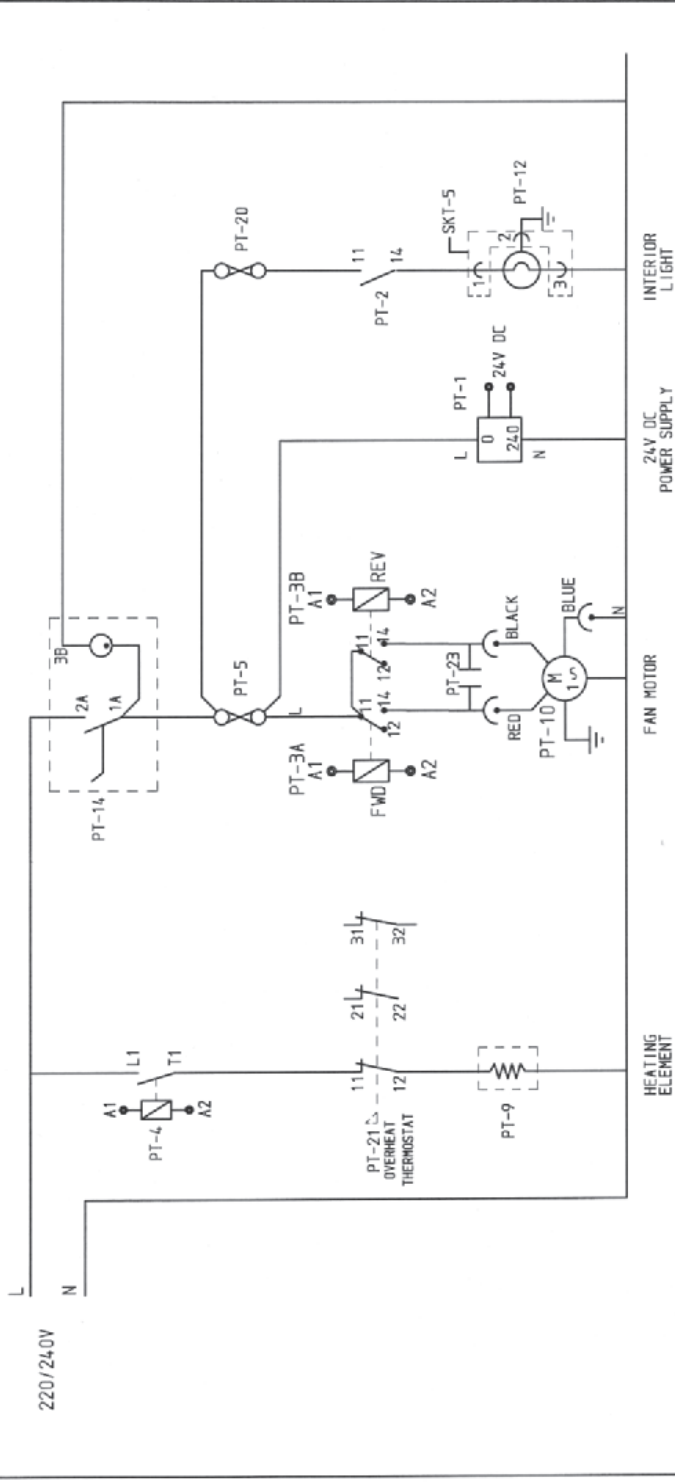 220/240V
L
N
A1
A2
PT-4
L1
T1
PT-21
OVERHEAT
THERMOSTAT
11
12
21
22
31
32
PT-9
HEATING
ELEMENT
PT-14
2A
1A
3B
PT-5
L
PT-3A
A1
A2
FWD
11
12
14
PT-3B
A1
A2
REV
11
12
14
PT-23
RED
BLACK
PT-10
M
1
BLUE
N
FAN MOTOR
L
N
PT-1
240
24V DC
24V DC
POWER SUPPLY
PT-20
11
14
PT-2
SKT-5
1
2
3
PT-12
INTERIOR
LIGHT